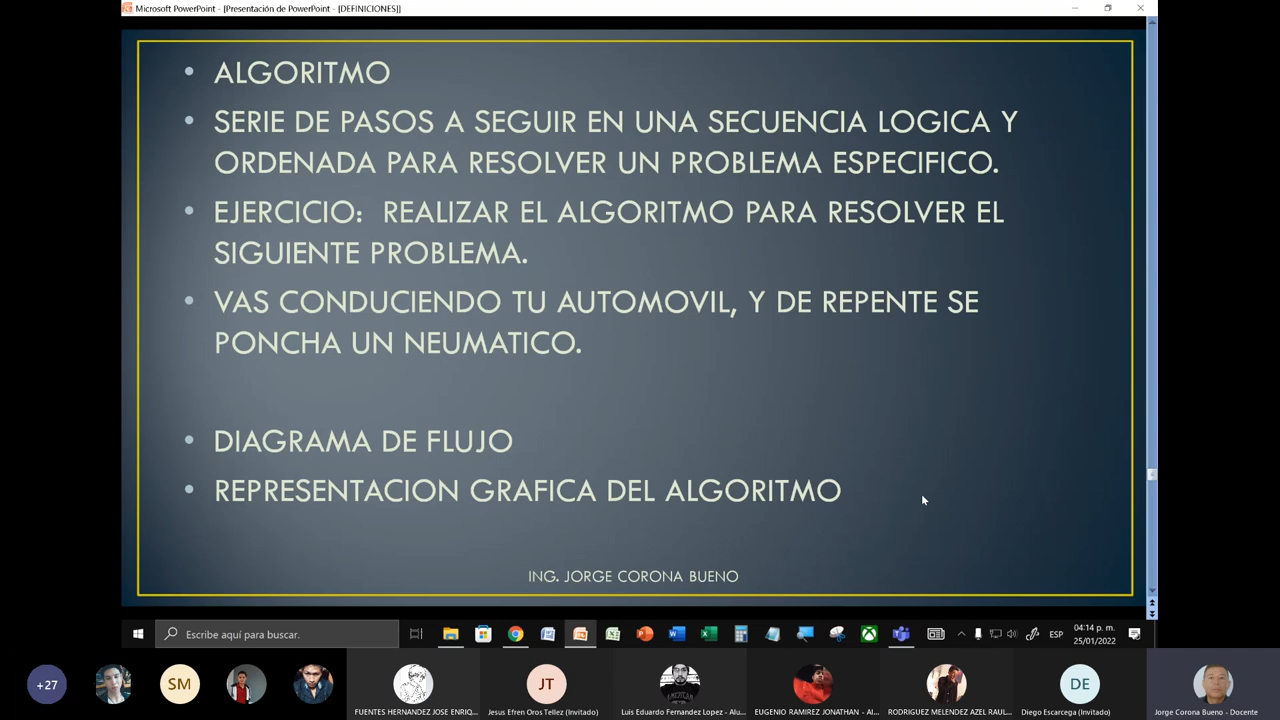 Microsoft PowerPoint - [Presentación de PowerPoint - [DEFINICIONES]]
ALGORITMO
SERIE DE PASOS A SEGUIR EN UNA SECUENCIA LOGICA Y
ORDENADA PARA RESOLVER UN PROBLEMA ESPECIFICO.
EJERCICIO: REALIZAR EL ALGORITMO PARA RESOLVER EL
SIGUIENTE PROBLEMA.
VAS CONDUCIENDO TU AUTOMOVIL, Y DE REPENTE SE
PONCHA UN NEUMATICO.
DIAGRAMA DE FLUJO
REPRESENTACION GRAFICA DEL ALGORITMO
ING. JORGE CORONA BUENO
Escribe aquí para buscar.
ESP
04:14 p. m.
25/01/2022
+27
SM
JT
DE
FUENTES HERNANDEZ JOSE ENRIQ...
Jesus Efren Oros Tellez (Invitado)
Luis Eduardo Fernandez Lopez - Alu...
EUGENIO RAMIREZ JONATHAN - Al...
RODRIGUEZ MELENDEZ AZEL RAUL...
Diego Escarcega (Invitado)
Jorge Corona Bueno - Docente